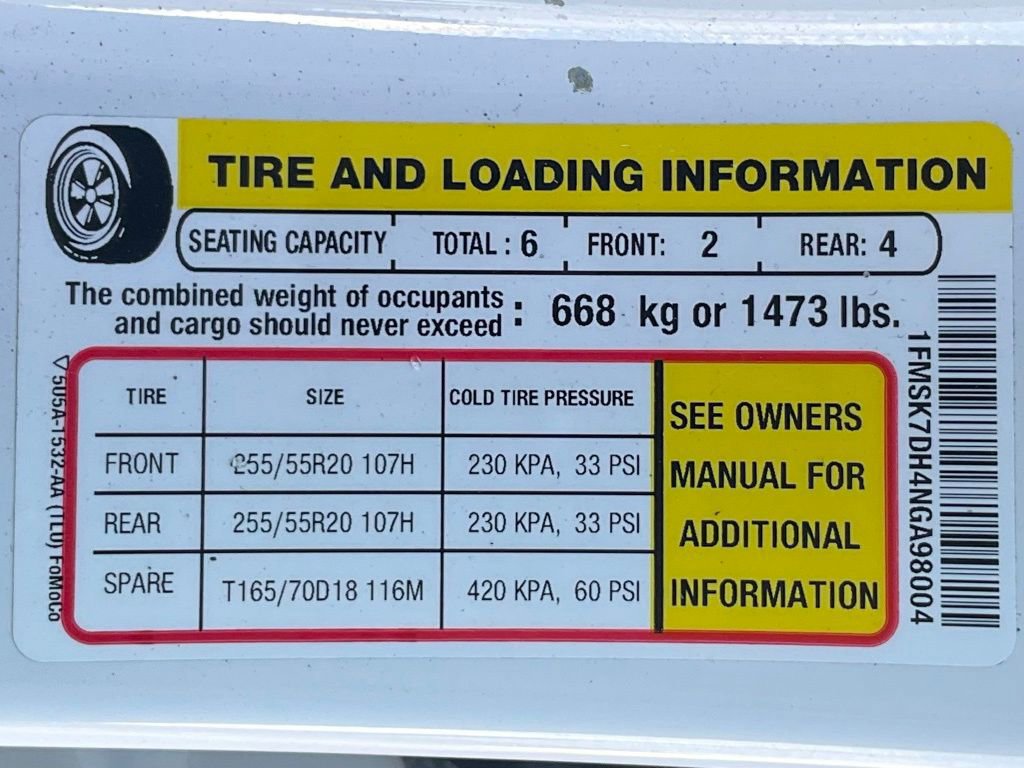 TIRE AND LOADING INFORMATION
SEATING CAPACITY TOTAL : 6 FRONT: 2 REAR: 4
The combined weight of occupants
and cargo should never exceed : 668 kg or 1473 lbs.
TIRE SIZE COLD TIRE PRESSURE
FRONT 255/55R20 107H 230 KPA, 33 PSI
REAR 255/55R20 107H 230 KPA, 33 PSI
SPARE T165/70D18 116M 420 KPA, 60 PSI
SEE OWNERS
MANUAL FOR
ADDITIONAL
INFORMATION
1FMSK7DH4NGA98004
5U5A-1532-AA (TLU) FoMoCo